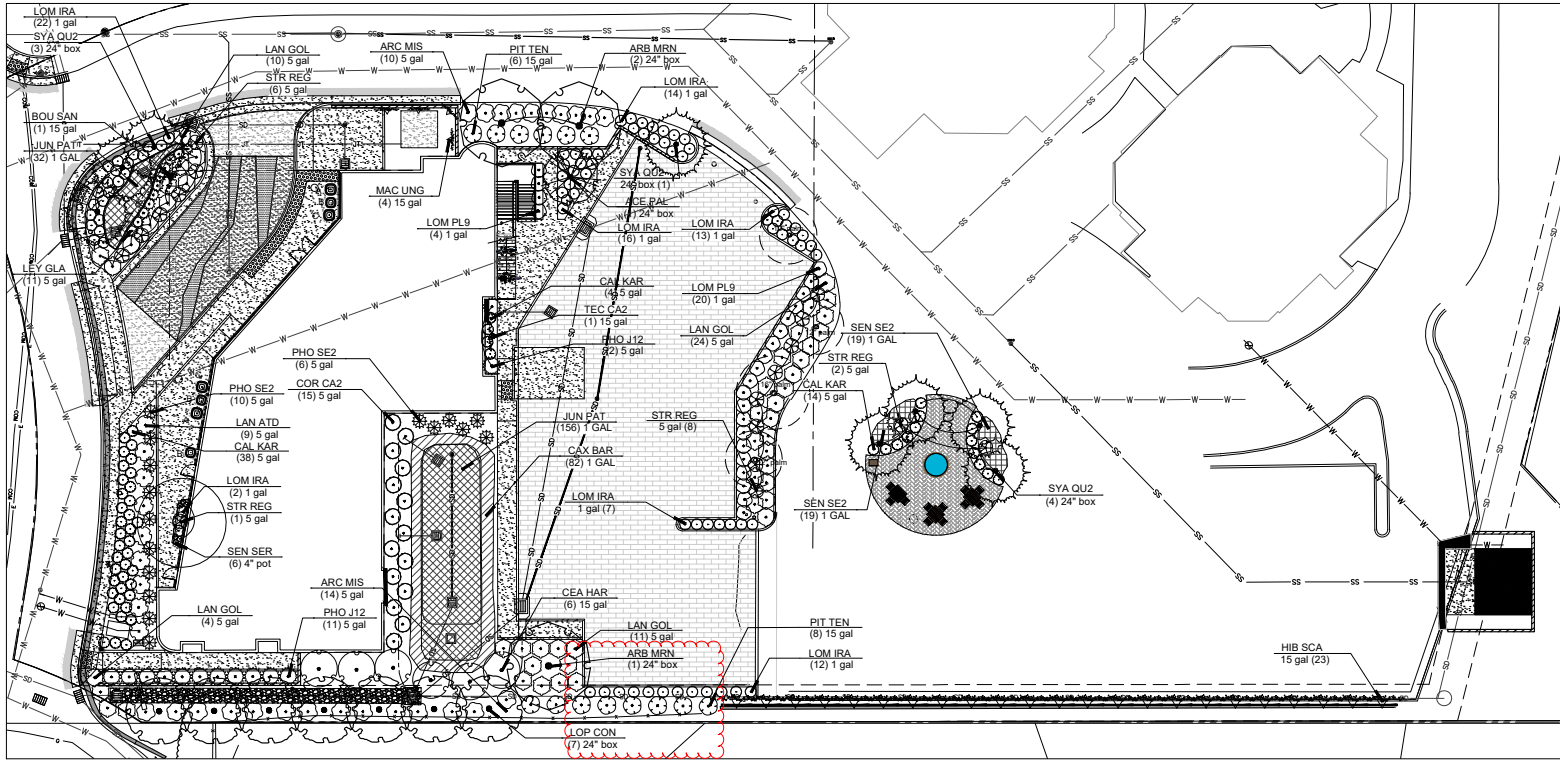 LOM IRA
(22) 1 gal
SYA QU2
(3) 24" box
LAN GOL
(10) 5 gal
STR REG
(6) 5 gal
ARC MIS
(10) 5 gal
PIT TEN
(6) 15 gal
ARB MRN
(2) 24" box
LOM IRA
(14) 1 gal
BOU SAN
(1) 15 gal
JUN PAT
(32) 1 GAL
MAC UNG
(4) 15 gal
SYA QU2
24" box (1)
ACE PAL
24" box
LOM PL9
(4) 1 gal
LOM IRA
(16) 1 gal
LOM IRA
(13) 1 gal
LEY GLA
(11) 5 gal
CAL KAR
(4) 5 gal
TEC CA2
(1) 15 gal
PHO J12
(2) 5 gal
LOM PL9
(20) 1 gal
LAN GOL
(24) 5 gal
SEN SE2
(19) 1 GAL
STR REG
(2) 5 gal
CAL KAR
(14) 5 gal
PHO SE2
(6) 5 gal
PHO SE2
(10) 5 gal
COR CA2
(15) 5 gal
LAN ATD
(9) 5 gal
CAL KAR
(38) 5 gal
JUN PAT
(156) 1 GAL
CAX BAR
(82) 1 GAL
STR REG
5 gal (8)
LOM IRA
(2) 1 gal
STR REG
(1) 5 gal
SEN SER
(6) 4" pot
LOM IRA
1 gal (7)
SEN SE2
(19) 1 GAL
SYA QU2
(4) 24" box
ARC MIS
(14) 5 gal
PHO J12
(11) 5 gal
LAN GOL
(4) 5 gal
CEA HAR
(6) 15 gal
LAN GOL
(11) 5 gal
ARB MRN
(1) 24" box
PIT TEN
(8) 15 gal
LOM IRA
(12) 1 gal
HIB SCA
15 gal (23)
LOP CON
(7) 24" box